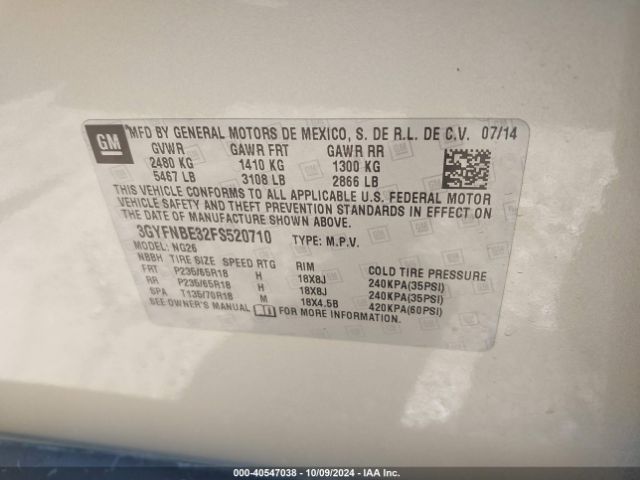 GM
MFD BY GENERAL MOTORS DE MEXICO, S. DE R.L. DE C.V. 07/14
GVWR GAWR FRT GAWR RR
2480 KG 1410 KG 1300 KG
5467 LB 3108 LB 2866 LB
THIS VEHICLE CONFORMS TO ALL APPLICABLE U.S. FEDERAL MOTOR
VEHICLE SAFETY AND THEFT PREVENTION STANDARDS IN EFFECT ON
THE DATE OF MANUFACTURE SHOWN ABOVE.
3GYFNBE32FS520710 TYPE: M.P.V.
MODEL: NG26
NBBH TIRE SIZE SPEED RTG RIM COLD TIRE PRESSURE
FRT P235/65R18 H 18X8J 240KPA(35PSI)
RR P235/65R18 H 18X8J 240KPA(35PSI)
SPA T135/70R18 M 18X4.5B 420KPA(60PSI)
SEE OWNER'S MANUAL FOR MORE INFORMATION.
© - 40547038 - 10/09/2024 - IAA, Inc.